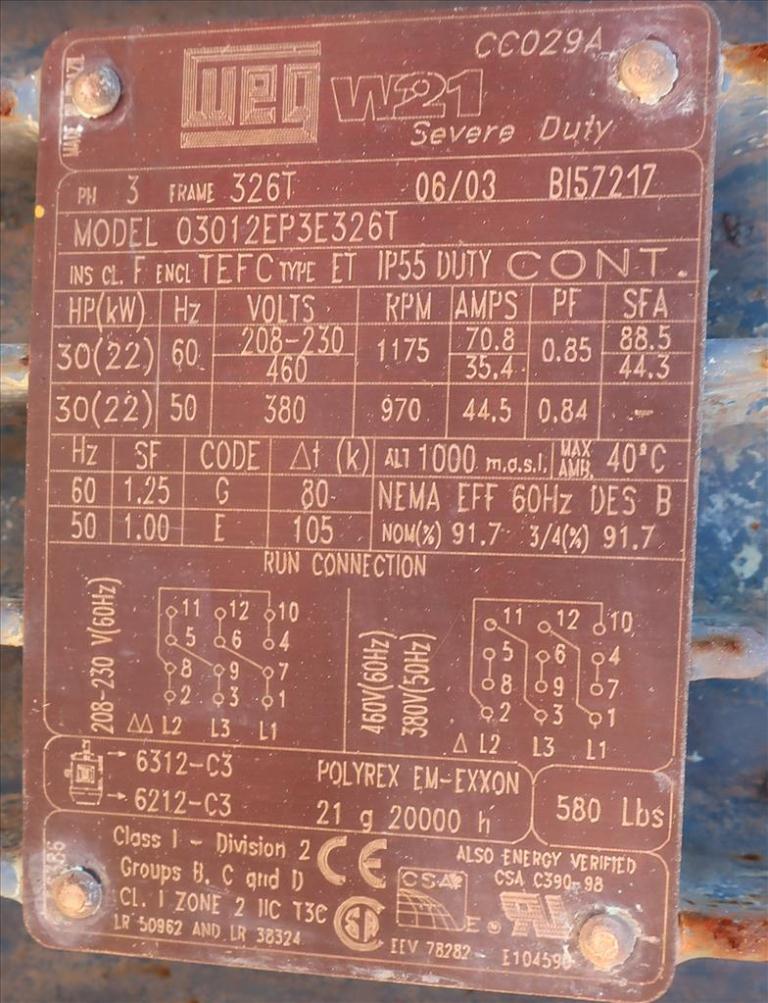 CC029A
WEG W21
Severe Duty
PH 3 FRAME 326T 06/03 BI57217
MODEL 03012EP3E326T
INS CL. F ENCL TEFC TYPE ET IP55 DUTY CONT.
HP(kW) Hz VOLTS RPM AMPS PF SFA
30(22) 60 208-230 460 1175 70.8 35.4 0.85 88.5 44.3
30(22) 50 380 970 44.5 0.84 -
Hz SF CODE Δt (k) ALT 1000 m.a.s.l. MAX AMB. 40°C
60 1.25 G 80 NEMA EFF 60Hz DES B
50 1.00 E 105 NOM(%) 91.7 3/4(%) 91.7
RUN CONNECTION
208-230 V(60Hz)
11 12 10
5 6 4
8 9 7
2 3 1
ΔΔ L2 L3 L1
460V(60Hz)
380V(50Hz)
11 12 10
5 6 4
8 9 7
2 3 1
Δ L2 L3 L1
6312-C3
6212-C3
POLYREX EM-EXXON
21 g 20000 h
580 Lbs
Class I - Division 2
Groups B, C and D
CL. I ZONE 2 IIC T3C
LR 50962 AND LR 38324
CE
SA
ALSO ENERGY VERIFIED
CSA C390-98
CSA
EEV 78282
E104590